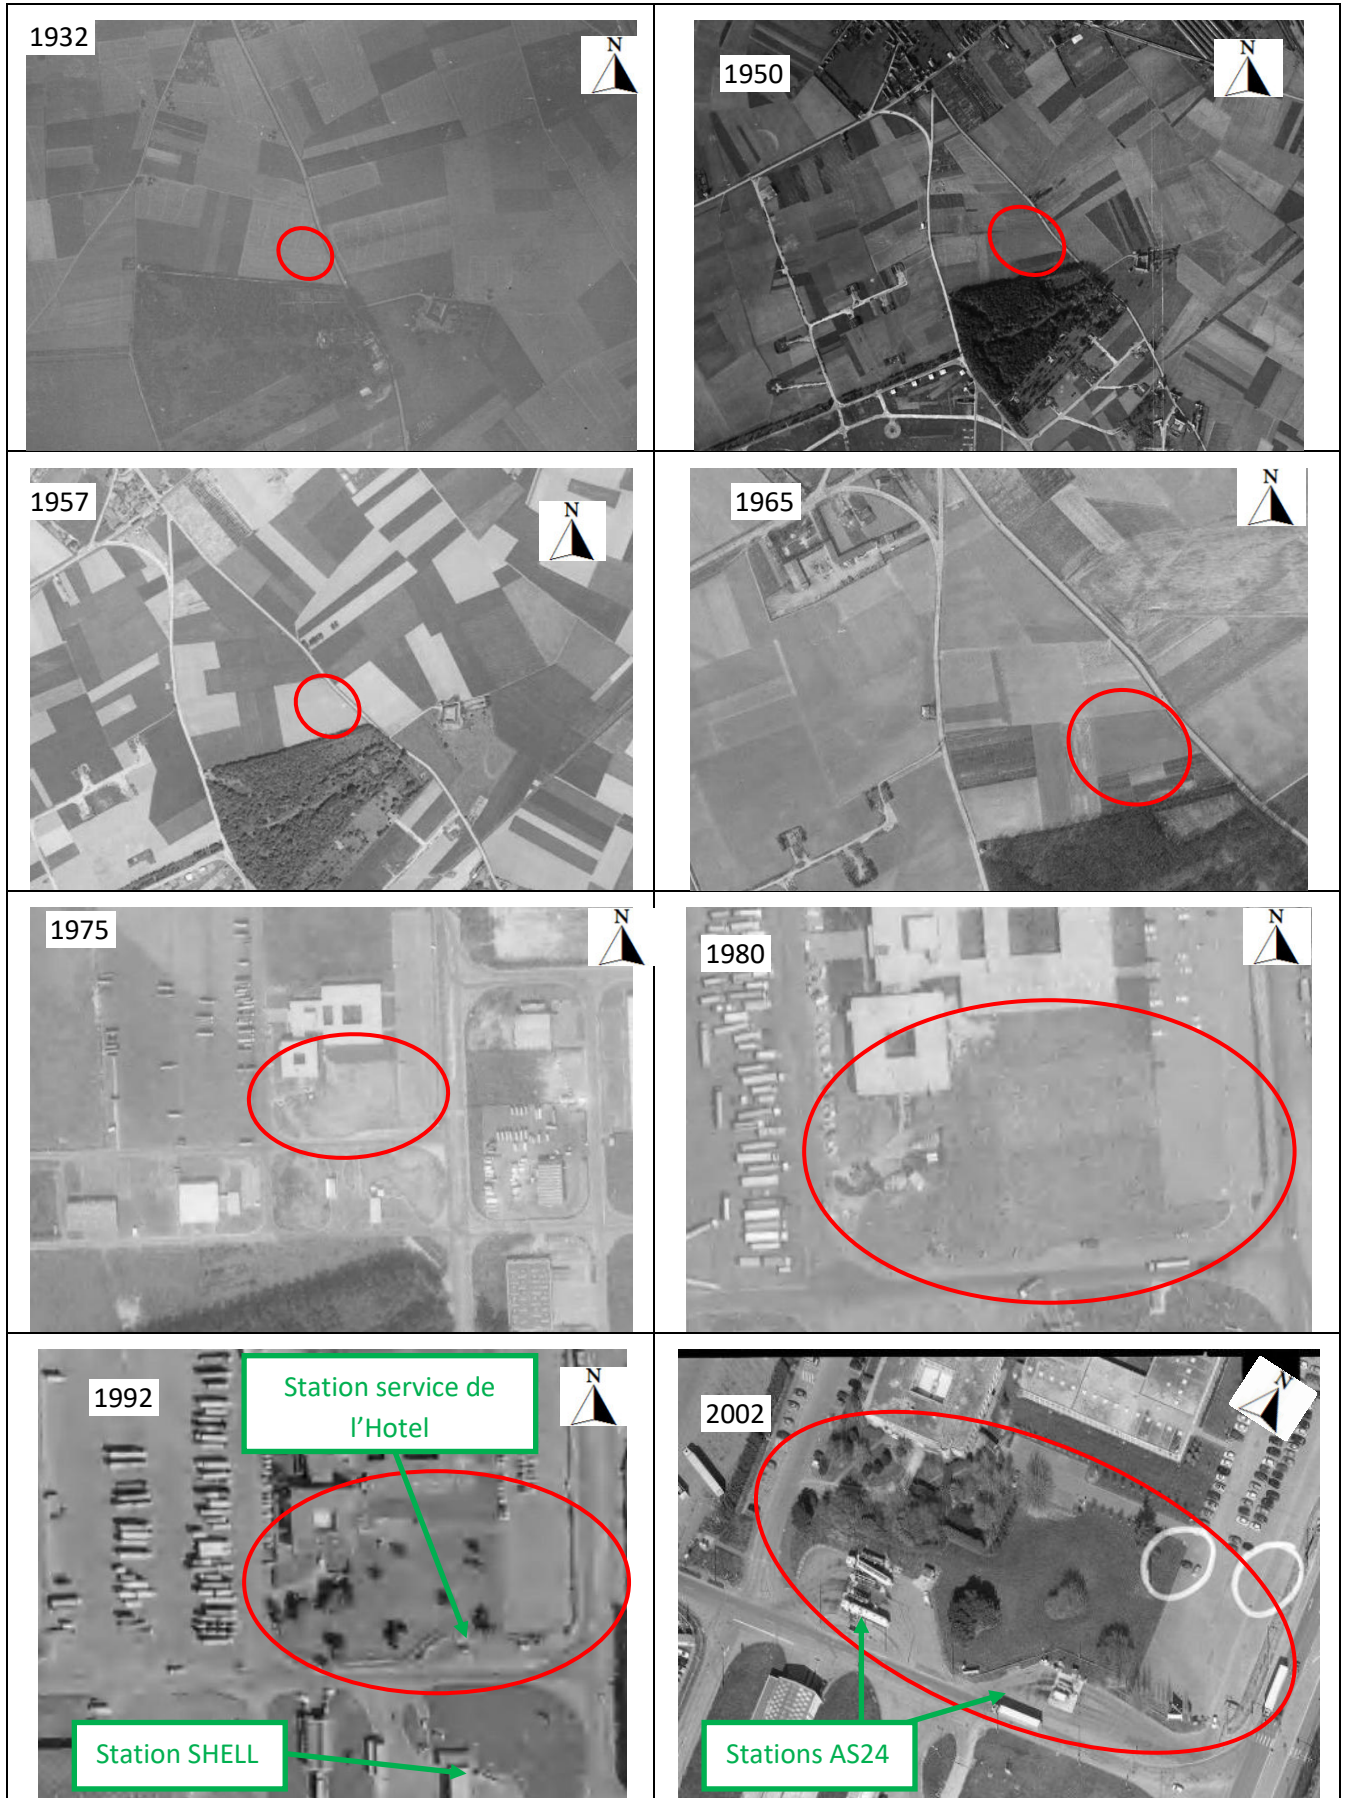 1932
N
1950
N
1957
N
1965
N
1975
N
1980
N
1992
Station service de
l'Hotel
N
Station SHELL
2002
N
Stations AS24